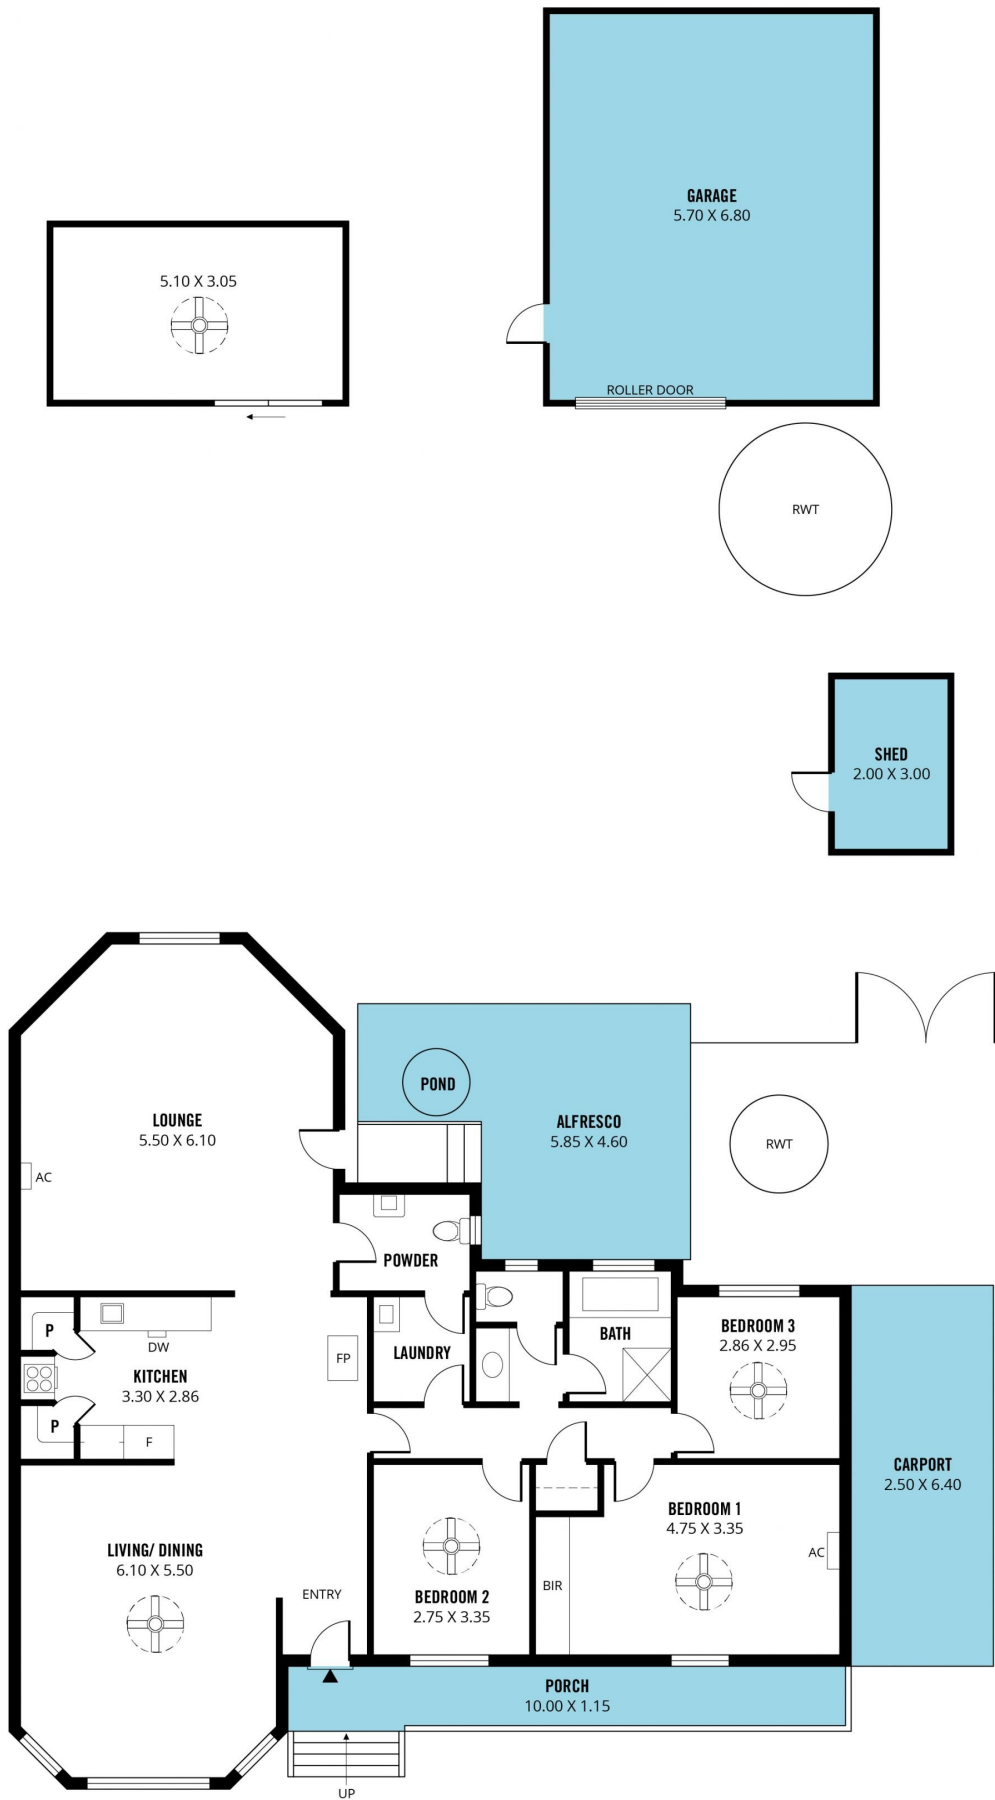 GARAGE
5.70 X 6.80
5.10 X 3.05
ROLLER DOOR
RWT
SHED
2.00 X 3.00
POND
LOUNGE
5.50 X 6.10
ALFRESCO
5.85 X 4.60
RWT
AC
POWDER
P
DW
FP
LAUNDRY
BATH
BEDROOM 3
2.86 X 2.95
KITCHEN
3.30 X 2.86
P
F
CARPORT
2.50 X 6.40
BEDROOM 1
4.75 X 3.35
LIVING/ DINING
6.10 X 5.50
AC
ENTRY
BEDROOM 2
2.75 X 3.35
BIR
PORCH
10.00 X 1.15
UP